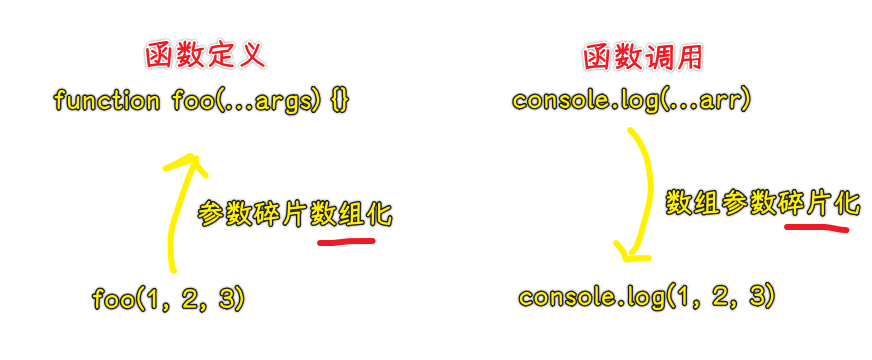 函数定义
function foo(...args) {}
参数碎片数组化
foo(1, 2, 3)
函数调用
console.log(...arr)
数组参数碎片化
console.log(1, 2, 3)